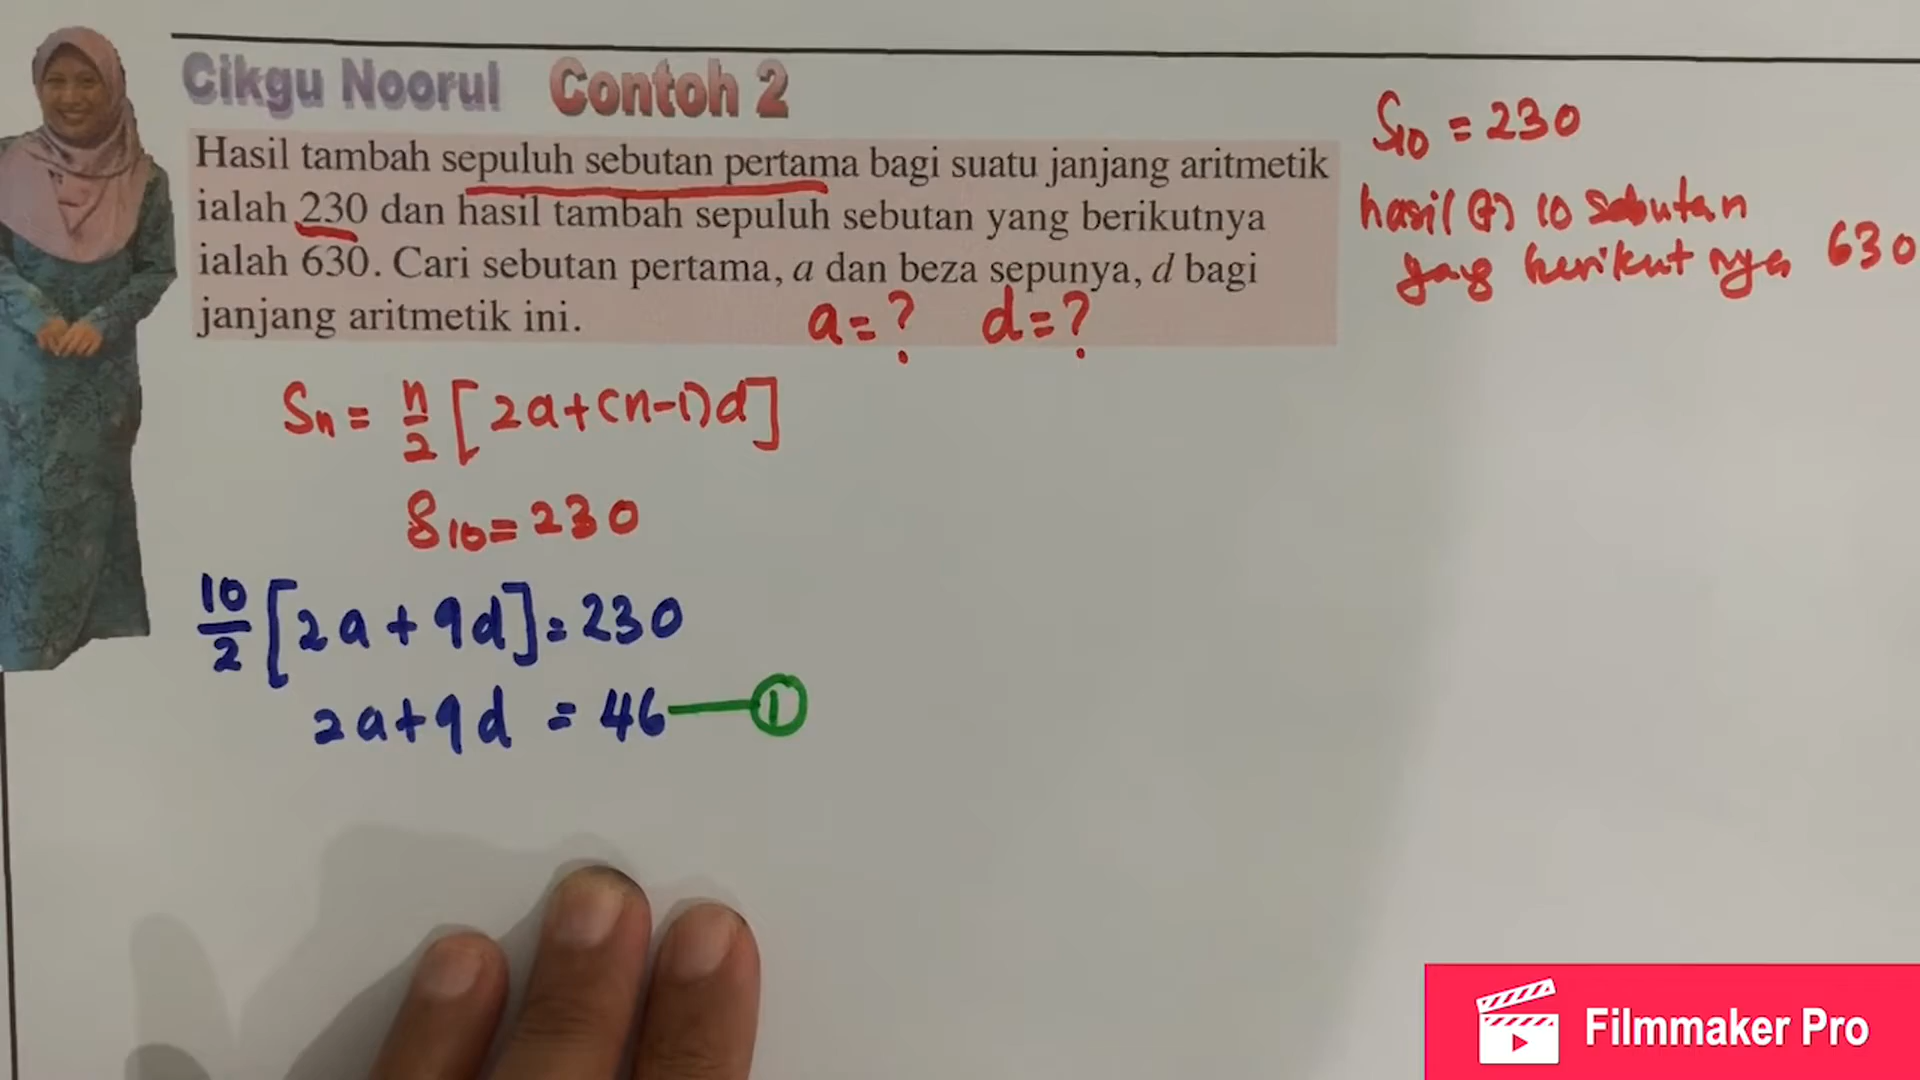 Cikgu Noorul Contoh 2
Hasil tambah sepuluh sebutan pertama bagi suatu janjang aritmetik
ialah 230 dan hasil tambah sepuluh sebutan yang berikutnya
ialah 630. Cari sebutan pertama, a dan beza sepunya, d bagi
janjang aritmetik ini.
a=? d=?
S10 = 230
hasil (+) 10 sebutan
yang berikutnya 630
Sn = n/2 [2a+(n-1)d]
S10=230
10/2 [2a+9d]=230
2a+9d = 46 — 1
Filmmaker Pro